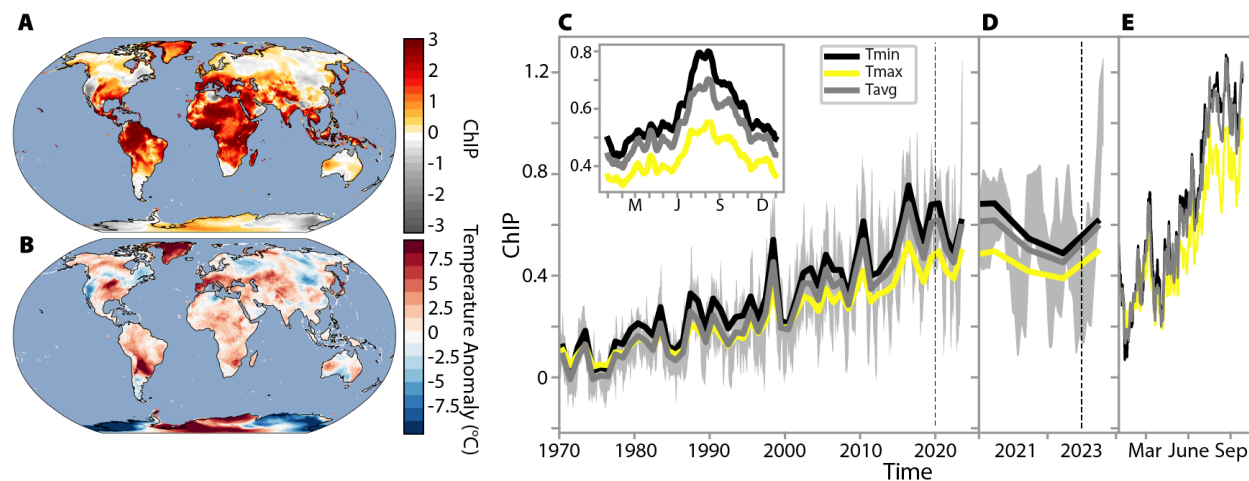 A
3
2
1
0
-1
-2
-3
ChIP
B
7.5
5
2.5
0
-2.5
-5
-7.5
Temperature Anomaly (°C)
C
D
E
1.2
0.8
0.4
0
ChIP
0.8
0.6
0.4
M J S D
Tmin
Tmax
Tavg
1970 1980 1990 2000 2010 2020
2021 2023
Mar June Sep
Time